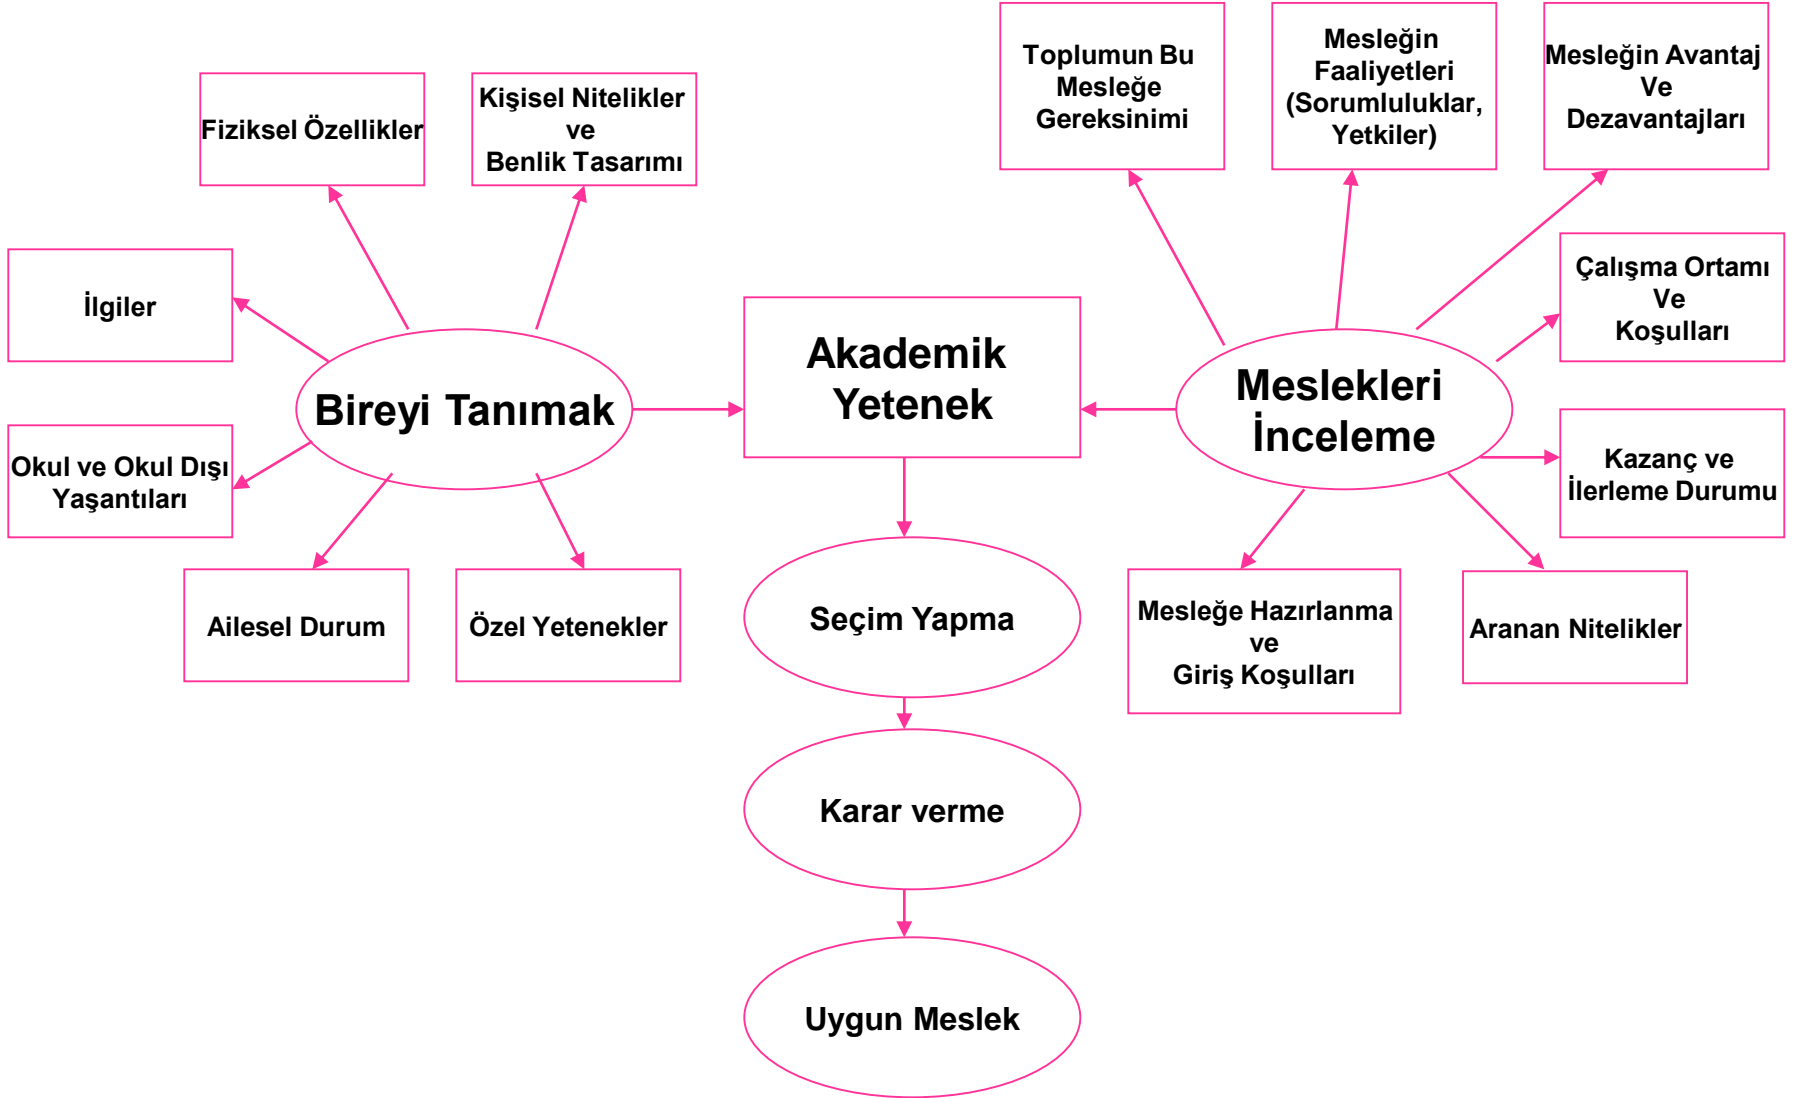 Toplumun Bu
Mesleğe
Gereksinimi
Mesleğin
Faaliyetleri
(Sorumluluklar,
Yetkiler)
Mesleğin Avantaj
Ve
Dezavantajları
Fiziksel Özellikler
Kişisel Nitelikler
ve
Benlik Tasarımı
İlgiler
Çalışma Ortamı
Ve
Koşulları
Bireyi Tanımak
Akademik
Yetenek
Meslekleri
İnceleme
Okul ve Okul Dışı
Yaşantıları
Kazanç ve
İlerleme Durumu
Ailesel Durum
Özel Yetenekler
Seçim Yapma
Mesleğe Hazırlanma
ve
Giriş Koşulları
Aranan Nitelikler
Karar verme
Uygun Meslek